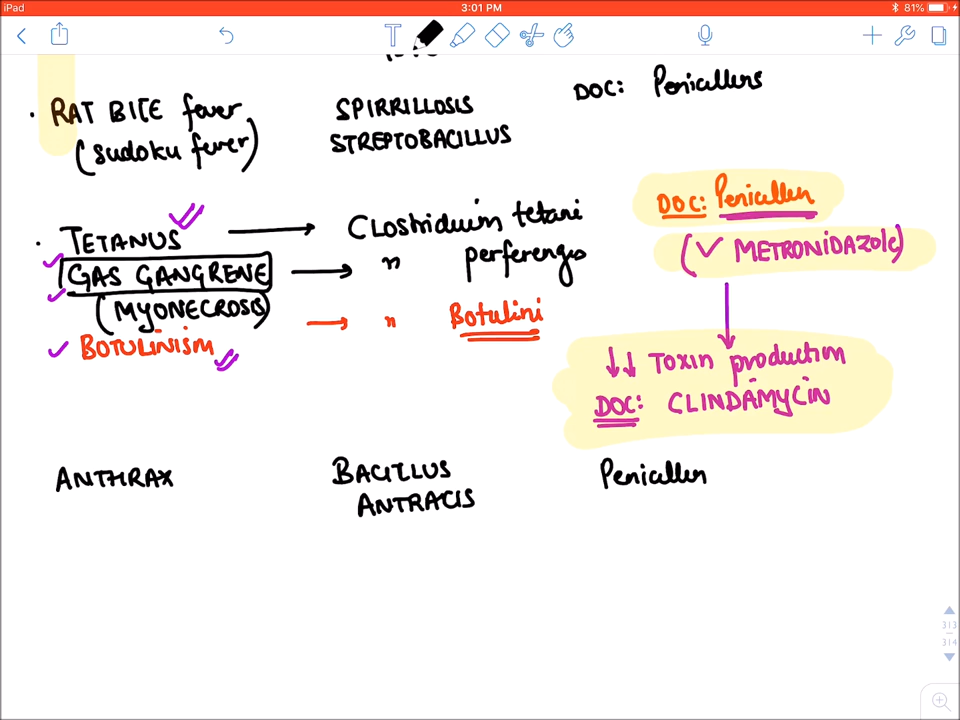 iPad
3:01 PM
81%
T
DOC: Penicillins
· RAT BITE fever
SPIRRILLOSIS
(Sudoku fever)
STREPTOBACILLUS
DOC: Penicillin
· TETANUS → Clostridium tetani
(✓ METRONIDAZOLE)
GAS GANGRENE → " perferenges
(MYONECROSIS)
BOTULINISM → " Botulini
↓↓ Toxin production
DOC: CLINDAMYCIN
ANTHRAX
BACILLUS
Penicillin
ANTRACIS
313
314